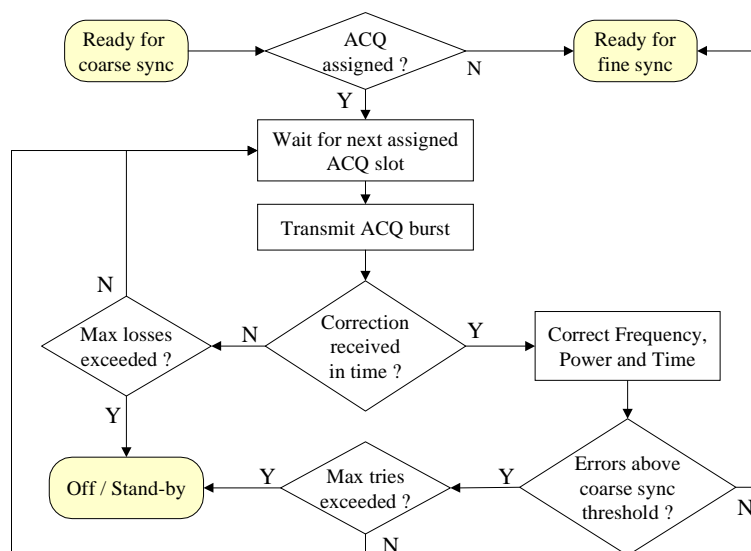 Ready for
coarse sync
ACQ
assigned ?
N
Ready for
fine sync
Y
Wait for next assigned
ACQ slot
Transmit ACQ burst
N
Max losses
exceeded ?
N
Correction
received
in time ?
Y
Correct Frequency,
Power and Time
Y
Off / Stand-by
Y
Max tries
exceeded ?
Y
Errors above
coarse sync
threshold ?
N
N